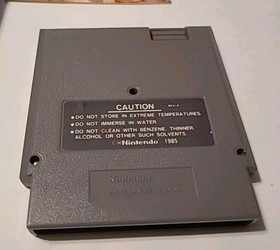 CAUTION
• DO NOT STORE IN EXTREME TEMPERATURES
• DO NOT IMMERSE IN WATER
• DO NOT CLEAN WITH BENZENE, THINNER,
ALCOHOL OR OTHER SUCH SOLVENTS
©Nintendo 1985
Nintendo